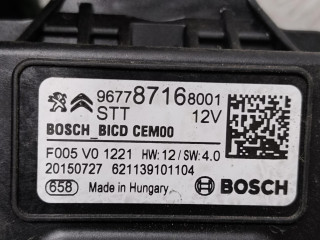 967787168001
STT 12V
BOSCH_BICD CEM00
F005 V0 1221 HW: 12 / SW: 4.0
20150727 621139101104
658 Made in Hungary BOSCH